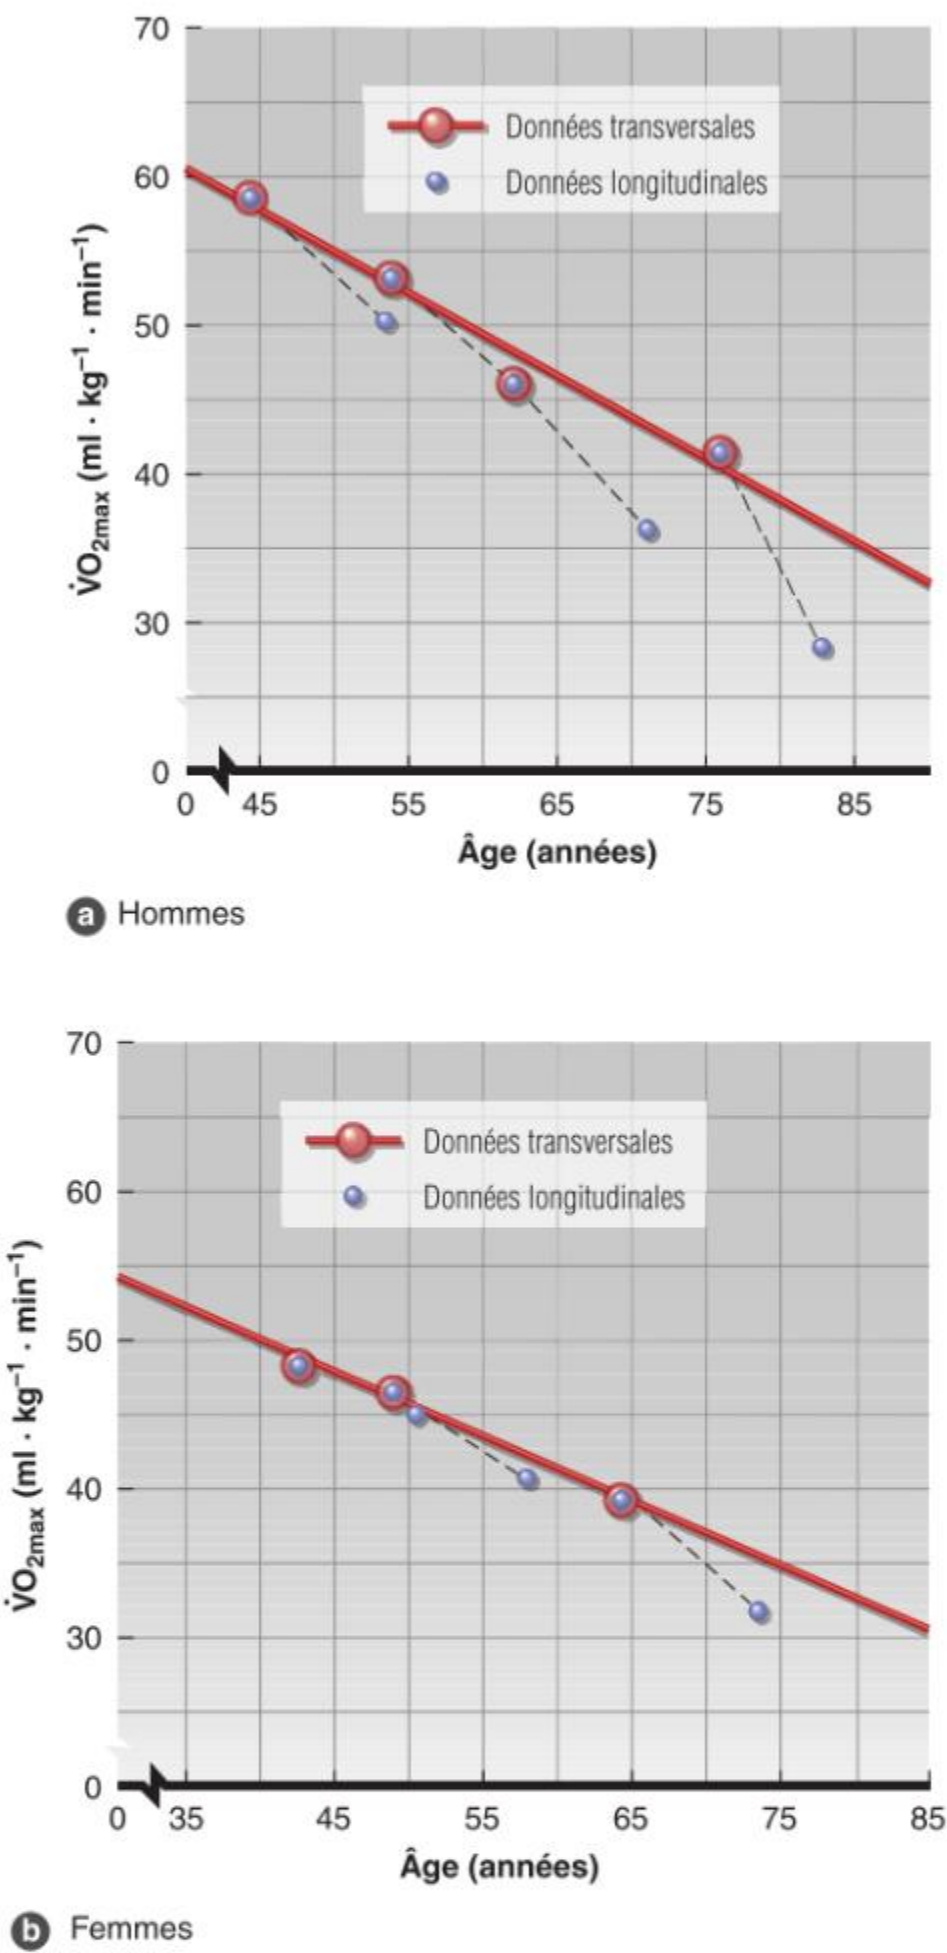 70
60
50
40
30
0
V̇O2max (ml · kg–1 · min–1)
Données transversales
Données longitudinales
0 45 55 65 75 85
Âge (années)
a Hommes
70
60
50
40
30
0
V̇O2max (ml · kg–1 · min–1)
Données transversales
Données longitudinales
0 35 45 55 65 75 85
Âge (années)
b Femmes